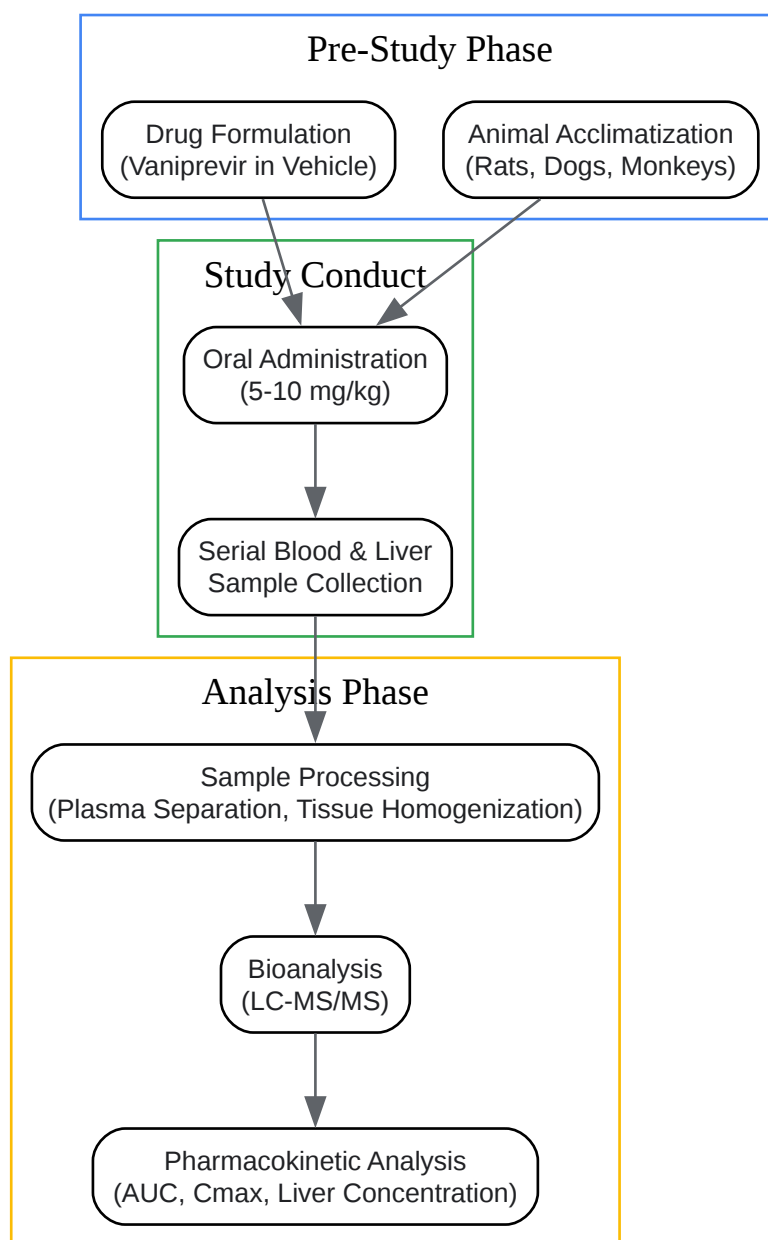 Pre-Study Phase
Drug Formulation
(Vaniprevir in Vehicle)
Animal Acclimatization
(Rats, Dogs, Monkeys)
Study Conduct
Oral Administration
(5-10 mg/kg)
Serial Blood & Liver
Sample Collection
Analysis Phase
Sample Processing
(Plasma Separation, Tissue Homogenization)
Bioanalysis
(LC-MS/MS)
Pharmacokinetic Analysis
(AUC, Cmax, Liver Concentration)